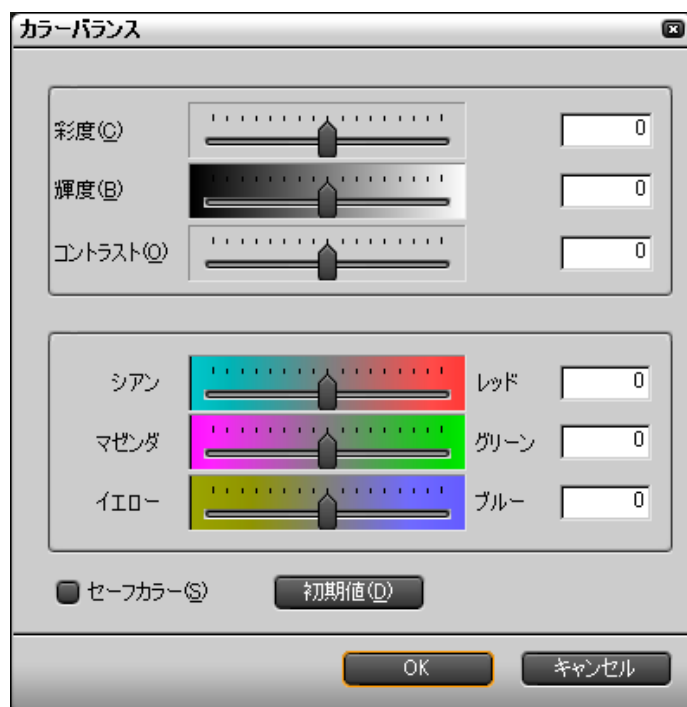 カラーバランス
彩度(C) 0
輝度(B) 0
コントラスト(O) 0
シアン レッド 0
マゼンダ グリーン 0
イエロー ブルー 0
セーフカラー(S) 初期値(D)
OK キャンセル